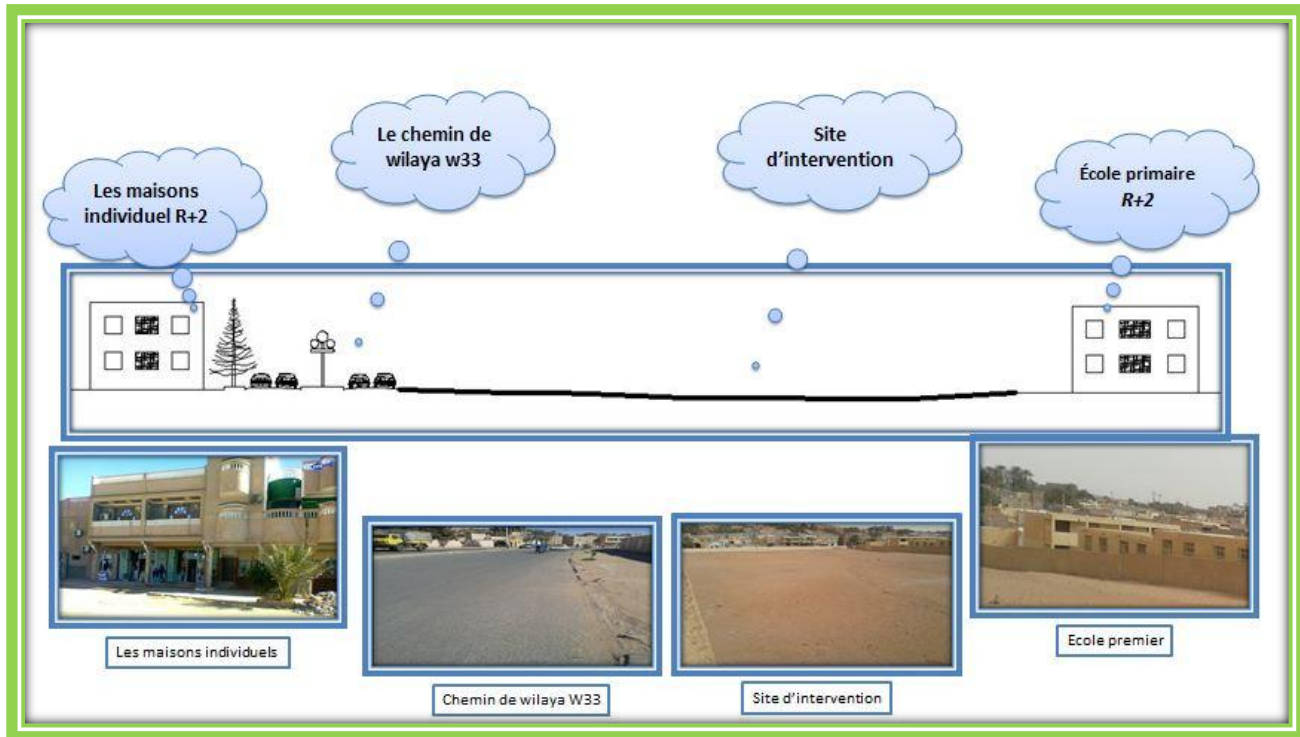 Le chemin de
wilaya w33
Site
d'intervention
Les maisons
individuel R+2
École primaire
R+2
Les maisons individuels
Chemin de wilaya W33
Site d'intervention
Ecole premier